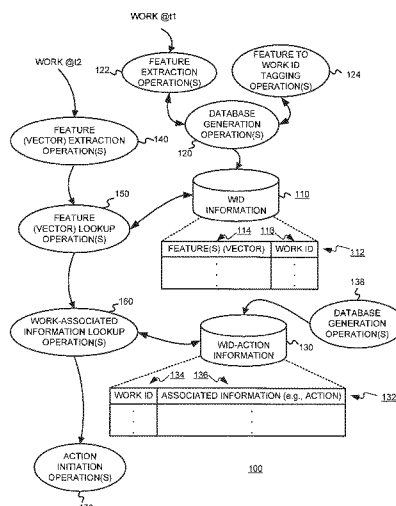 WORK @t1
WORK @t2
122
FEATURE
EXTRACTION
OPERATION(S)
FEATURE TO
WORK ID
TAGGING
OPERATION(S)
124
DATABASE
GENERATION
OPERATION(S)
120
FEATURE
(VECTOR) EXTRACTION
OPERATION(S)
140
150
FEATURE
(VECTOR) LOOKUP
OPERATION(S)
WID
INFORMATION
110
114
FEATURE(S) (VECTOR)
WORK ID
112
138
DATABASE
GENERATION
OPERATION(S)
160
WORK-ASSOCIATED
INFORMATION LOOKUP
OPERATION(S)
WID-ACTION
INFORMATION
130
134
136
WORK ID
ASSOCIATED INFORMATION (e.g., ACTION)
132
ACTION
INITIATION
OPERATION(S)
100